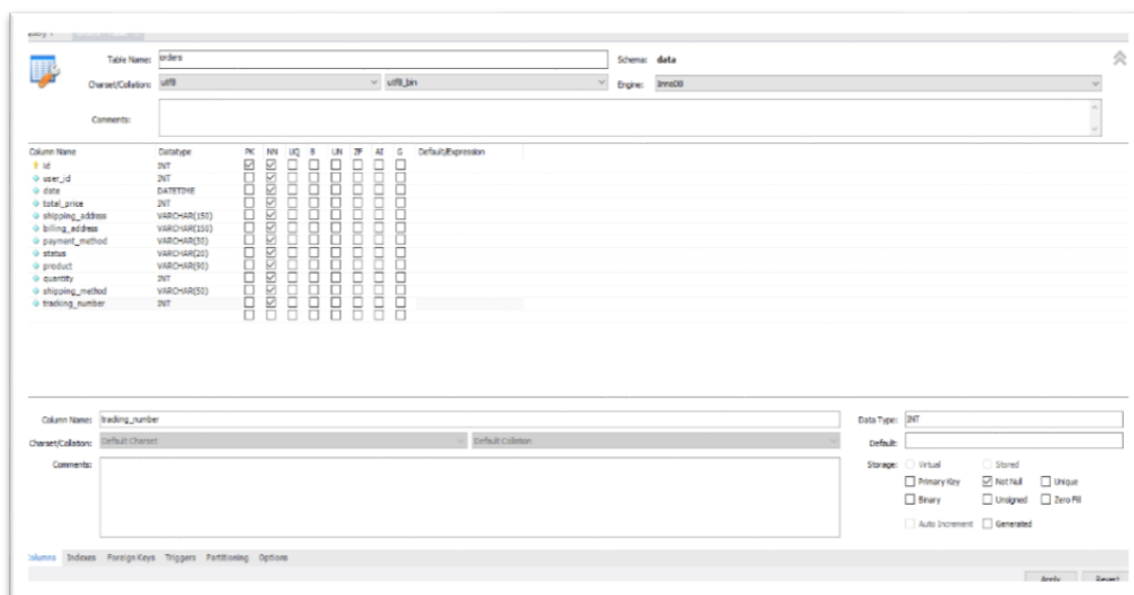 Table Name: orders Schema: data
Charset/Collation: utf8 utf8_bin Engine: InnoDB
Comments:
Column Name Datatype PK NN UQ B UN ZF AI G Default/Expression
id INT
user_id INT
date DATETIME
total_price INT
shipping_address VARCHAR(150)
billing_address VARCHAR(150)
payment_method VARCHAR(50)
status VARCHAR(20)
product VARCHAR(90)
quantity INT
shipping_method VARCHAR(50)
tracking_number INT
Column Name: tracking_number Data Type: INT
Charset/Collation: Default Charset Default Collation Default:
Comments: Storage: Virtual Stored
Primary Key Not Null Unique
Binary Unsigned Zero Fill
Auto Increment Generated
Columns Indexes Foreign Keys Triggers Partitioning Options
Apply Revert